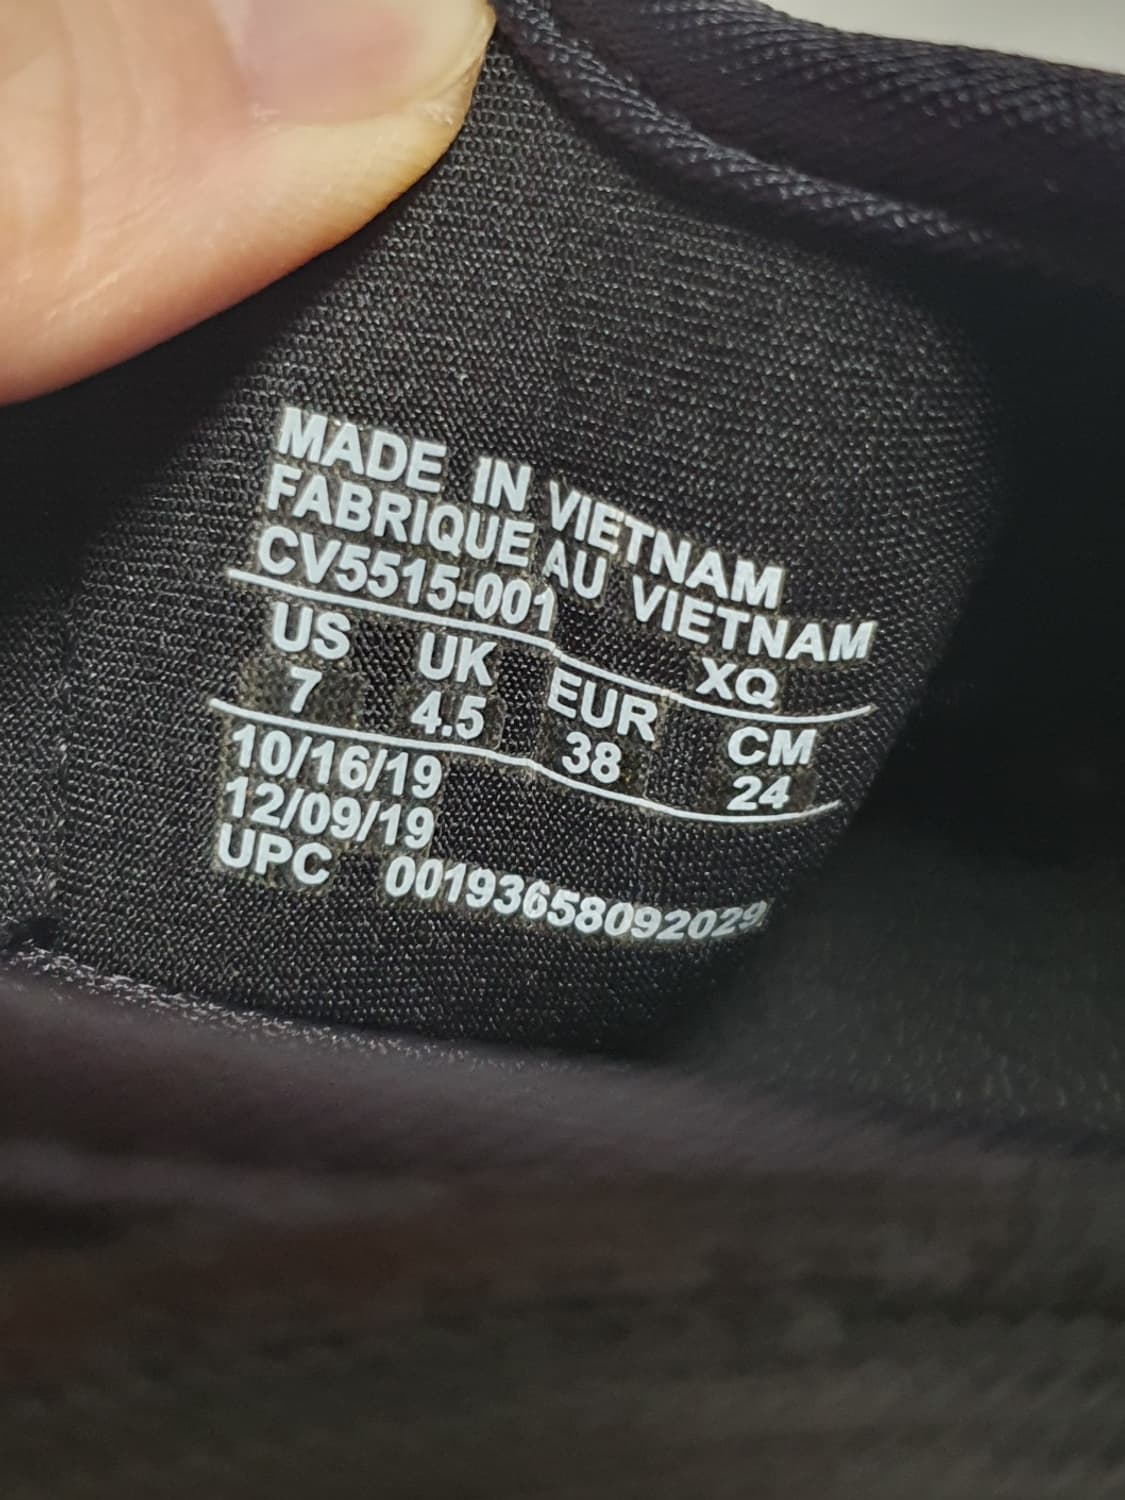 MADE IN VIETNAM
FABRIQUE AU VIETNAM
CV5515-001 XQ
US UK EUR CM
7 4.5 38 24
10/16/19
12/09/19
UPC 00193658092029